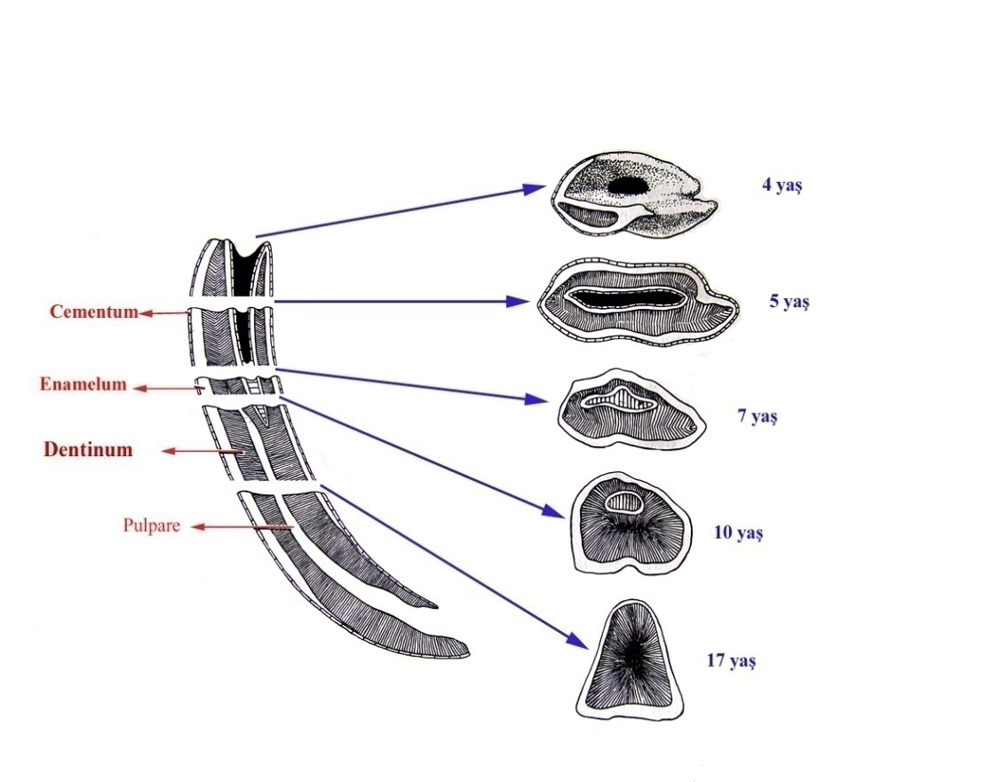 4 yaş
5 yaş
Cementum
Enamelum
7 yaş
Dentinum
Pulpare
10 yaş
17 yaş